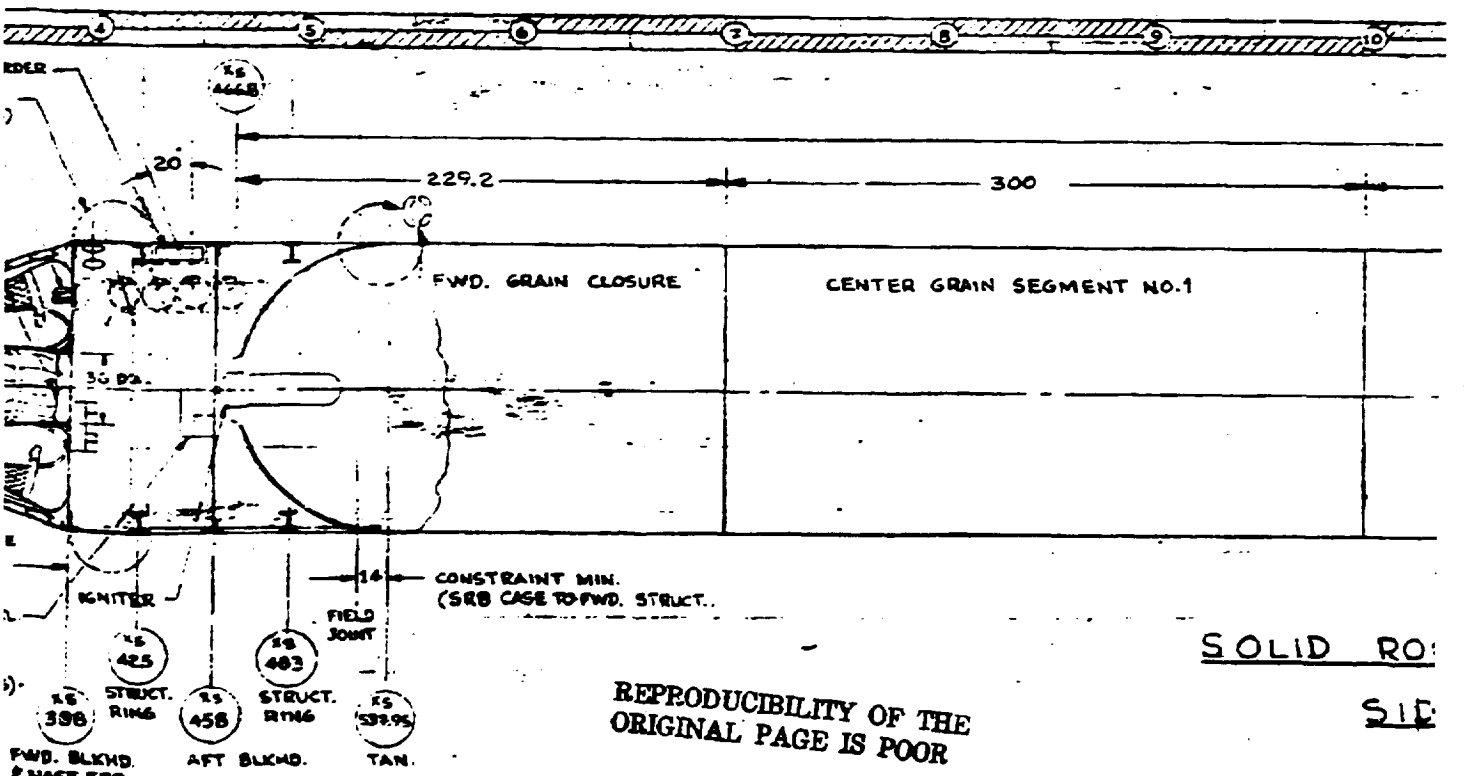 4 5 6 7 8 9 10
XS
466.8
20°
229.2
300
FWD. GRAIN CLOSURE
CENTER GRAIN SEGMENT NO.1
IGNITER
14
CONSTRAINT MIN.
(SRB CASE TO FWD. STRUCT.
FIELD
JOINT
XS
425
STRUCT.
RING
XS
483
STRUCT.
RING
XS
398
FWD. BLKHD.
XS
458
AFT BLKHD.
XS
TAN.
SOLID RO
REPRODUCIBILITY OF THE
ORIGINAL PAGE IS POOR